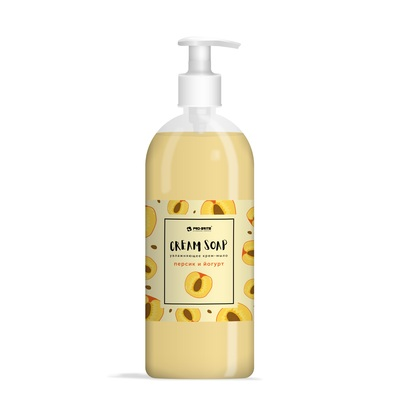 PRO-BRITE
CREAM SOAP
увлажняющее крем-мыло
персик и йогурт